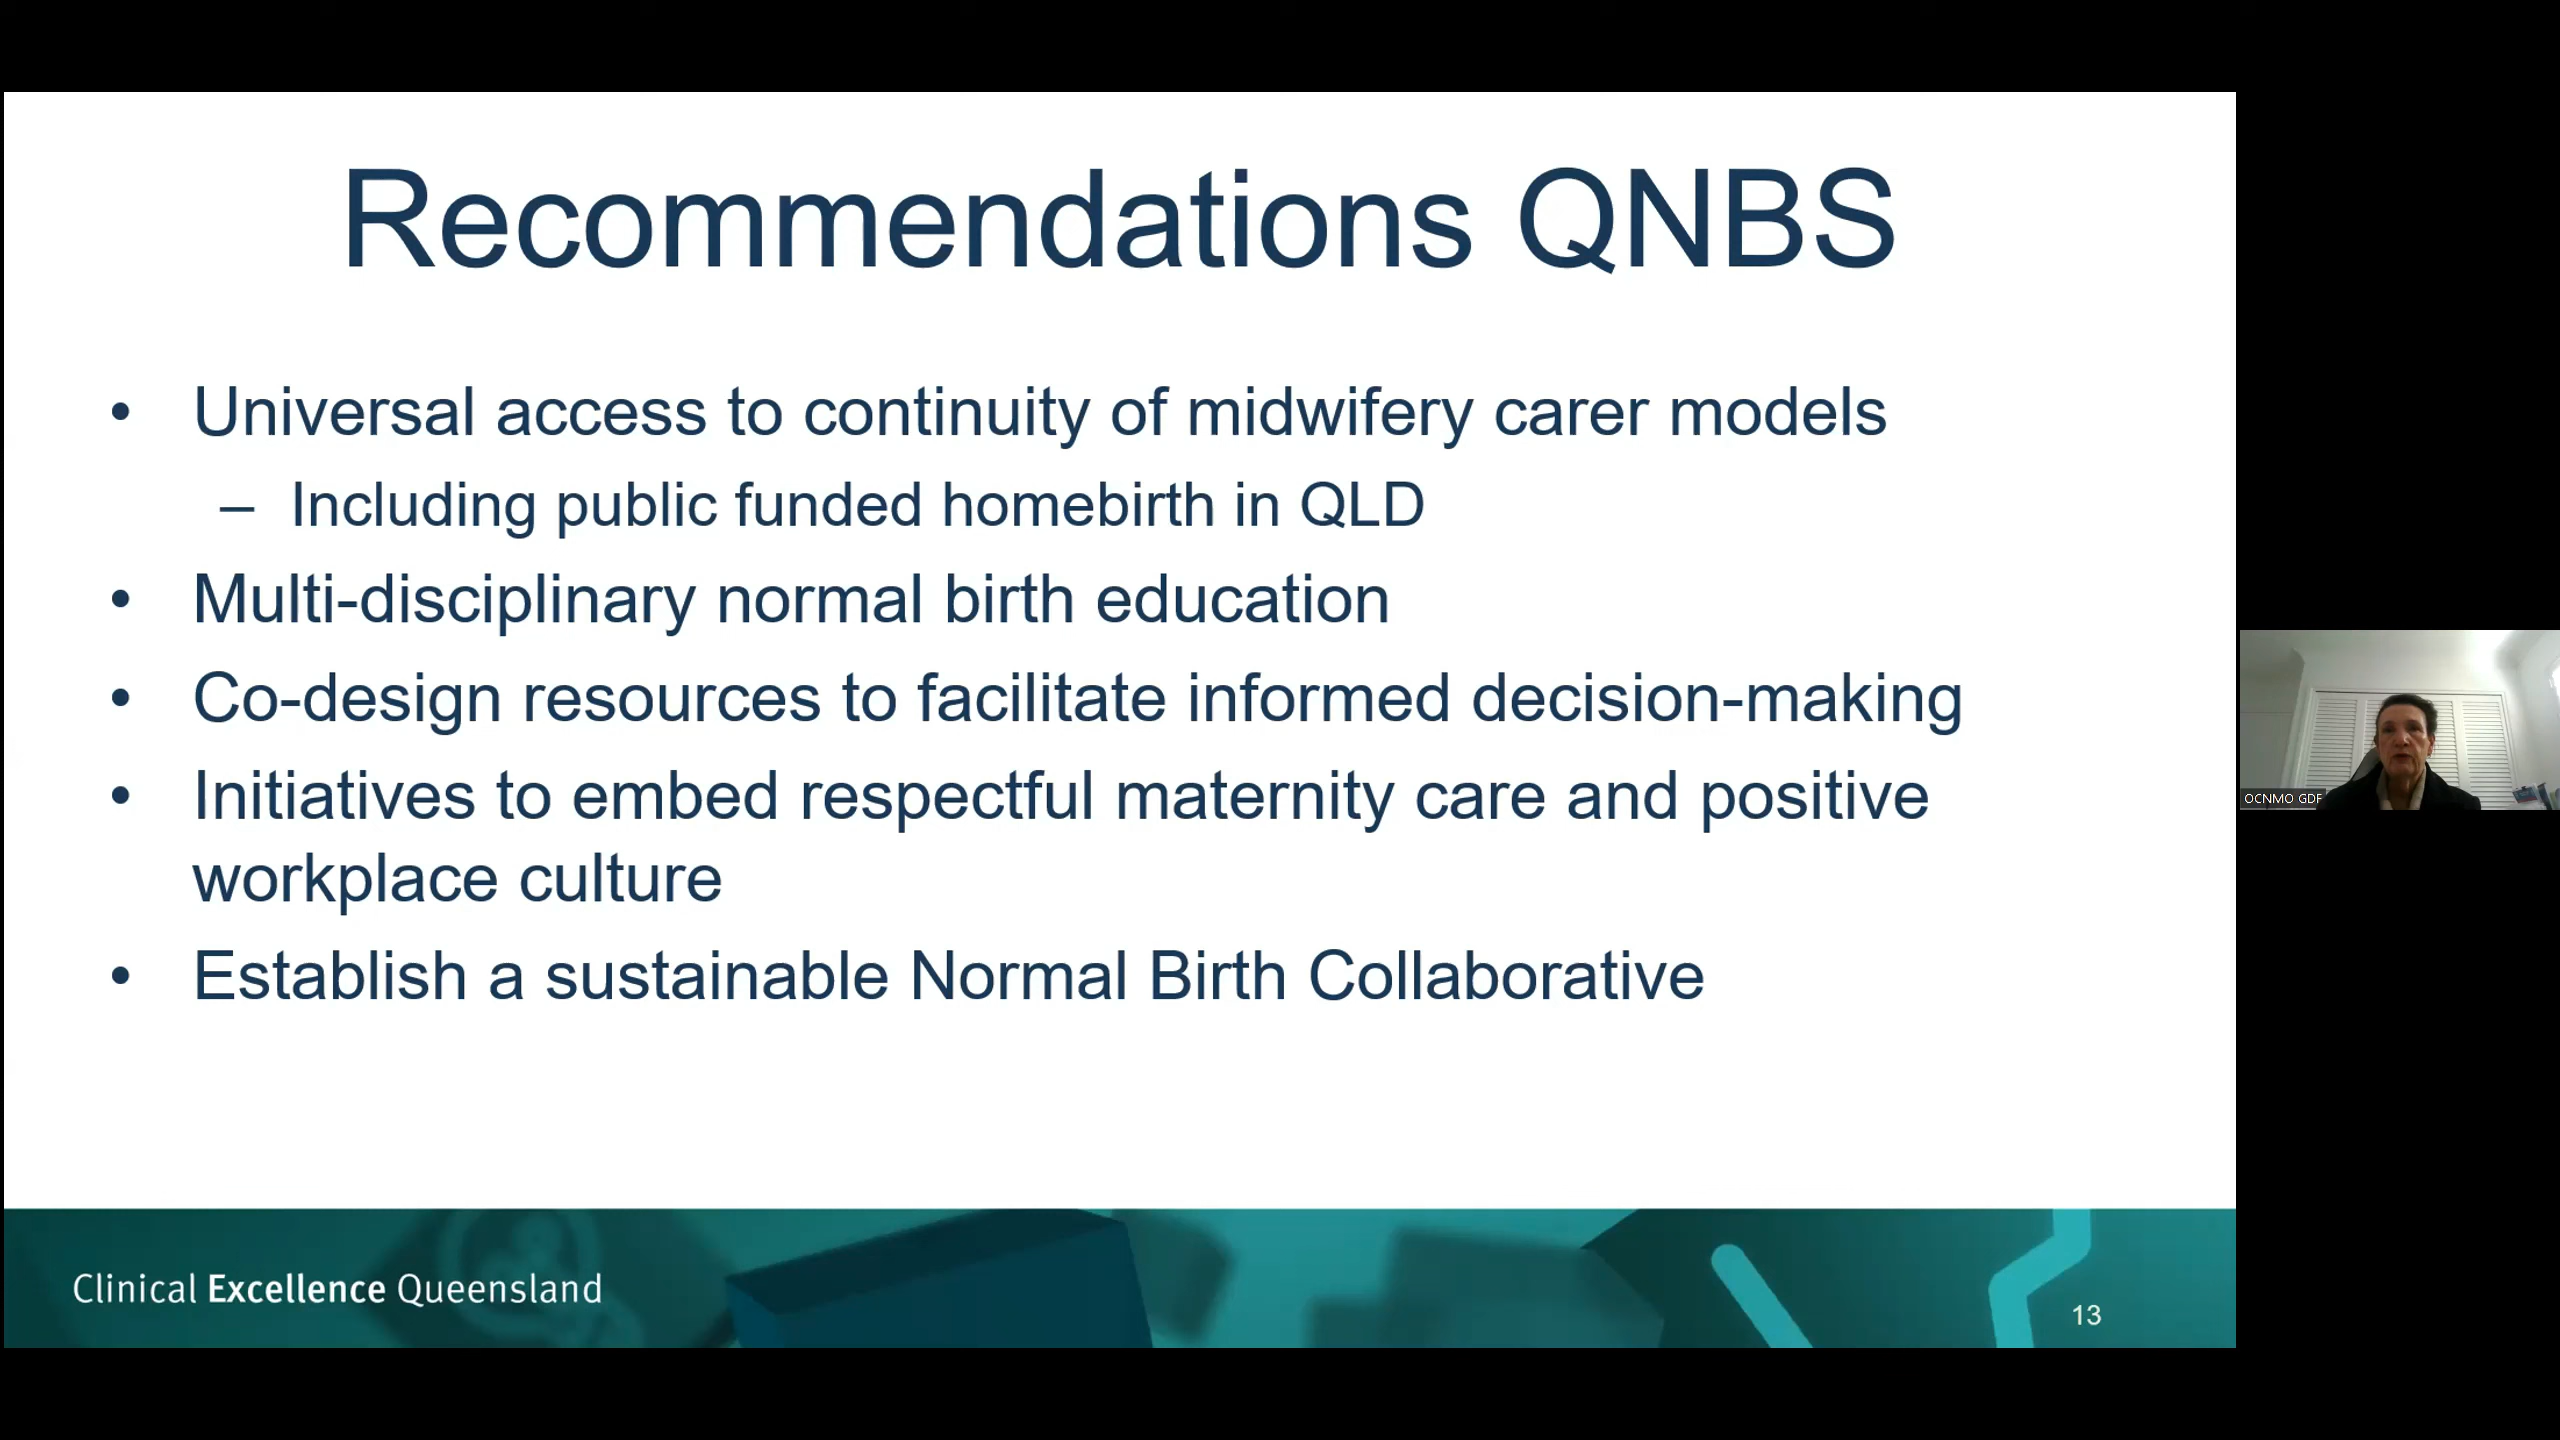 Recommendations QNBS
• Universal access to continuity of midwifery carer models
– Including public funded homebirth in QLD
• Multi-disciplinary normal birth education
• Co-design resources to facilitate informed decision-making
• Initiatives to embed respectful maternity care and positive
workplace culture
• Establish a sustainable Normal Birth Collaborative
Clinical Excellence Queensland
13
OCNMO GDF